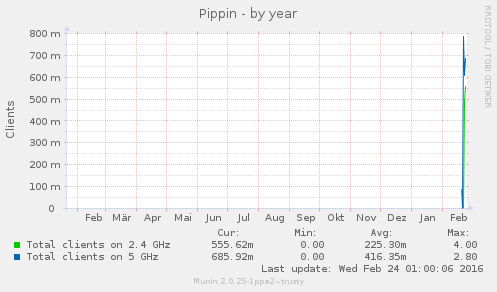 Pippin - by year
RRDTOOL / TOBI OETIKER
Clients
800 m
700 m
600 m
500 m
400 m
300 m
200 m
100 m
0
Feb Mär Apr Mai Jun Jul Aug Sep Okt Nov Dez Jan Feb
Cur: Min: Avg: Max:
Total clients on 2.4 GHz 555.62m 0.00 225.30m 4.00
Total clients on 5 GHz 685.92m 0.00 416.35m 2.80
Last update: Wed Feb 24 01:00:06 2016
Munin 2.0.25-1ppa2~trusty